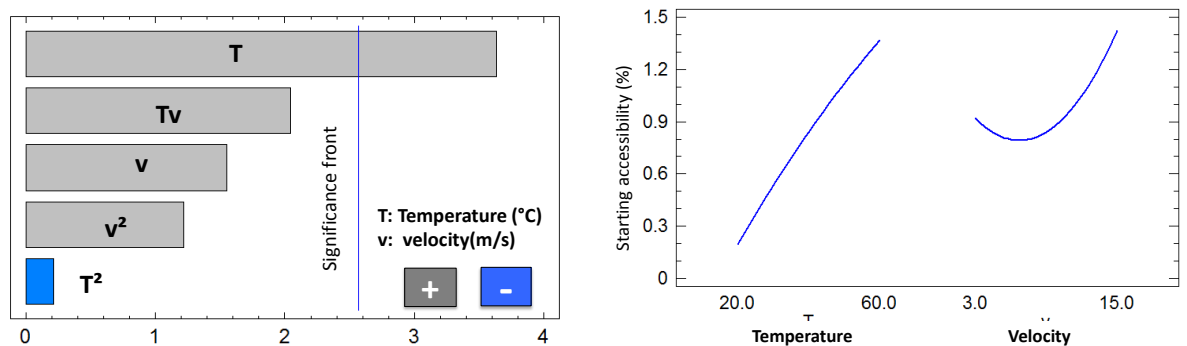 T
Tv
v
v²
T²
Significance front
T: Temperature (°C)
v: velocity(m/s)
+
-
0
1
2
3
4
Starting accessibility (%)
1.5
1.2
0.9
0.6
0.3
0
20.0
60.0
3.0
15.0
Temperature
Velocity